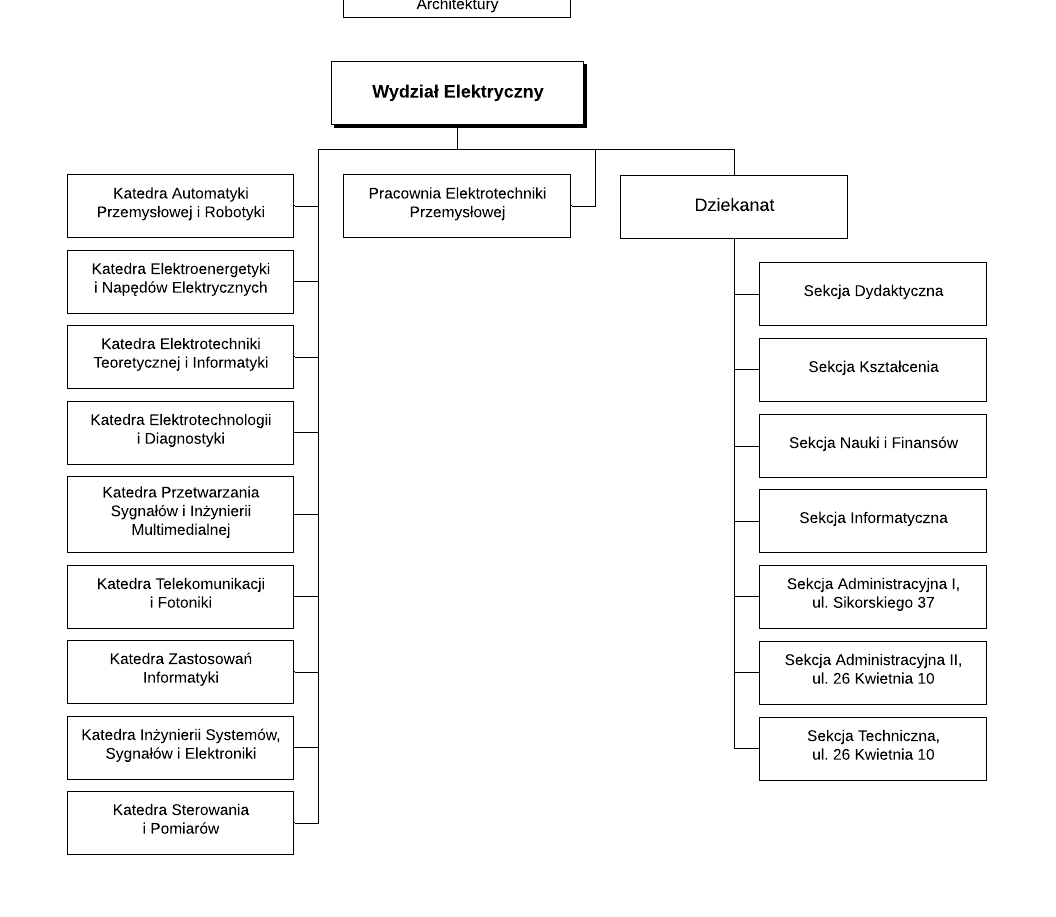 Architektury
Wydział Elektryczny
Katedra Automatyki
Przemysłowej i Robotyki
Katedra Elektroenergetyki
i Napędów Elektrycznych
Katedra Elektrotechniki
Teoretycznej i Informatyki
Katedra Elektrotechnologii
i Diagnostyki
Katedra Przetwarzania
Sygnałów i Inżynierii
Multimedialnej
Katedra Telekomunikacji
i Fotoniki
Katedra Zastosowań
Informatyki
Katedra Inżynierii Systemów,
Sygnałów i Elektroniki
Katedra Sterowania
i Pomiarów
Pracownia Elektrotechniki
Przemysłowej
Dziekanat
Sekcja Dydaktyczna
Sekcja Kształcenia
Sekcja Nauki i Finansów
Sekcja Informatyczna
Sekcja Administracyjna I,
ul. Sikorskiego 37
Sekcja Administracyjna II,
ul. 26 Kwietnia 10
Sekcja Techniczna,
ul. 26 Kwietnia 10